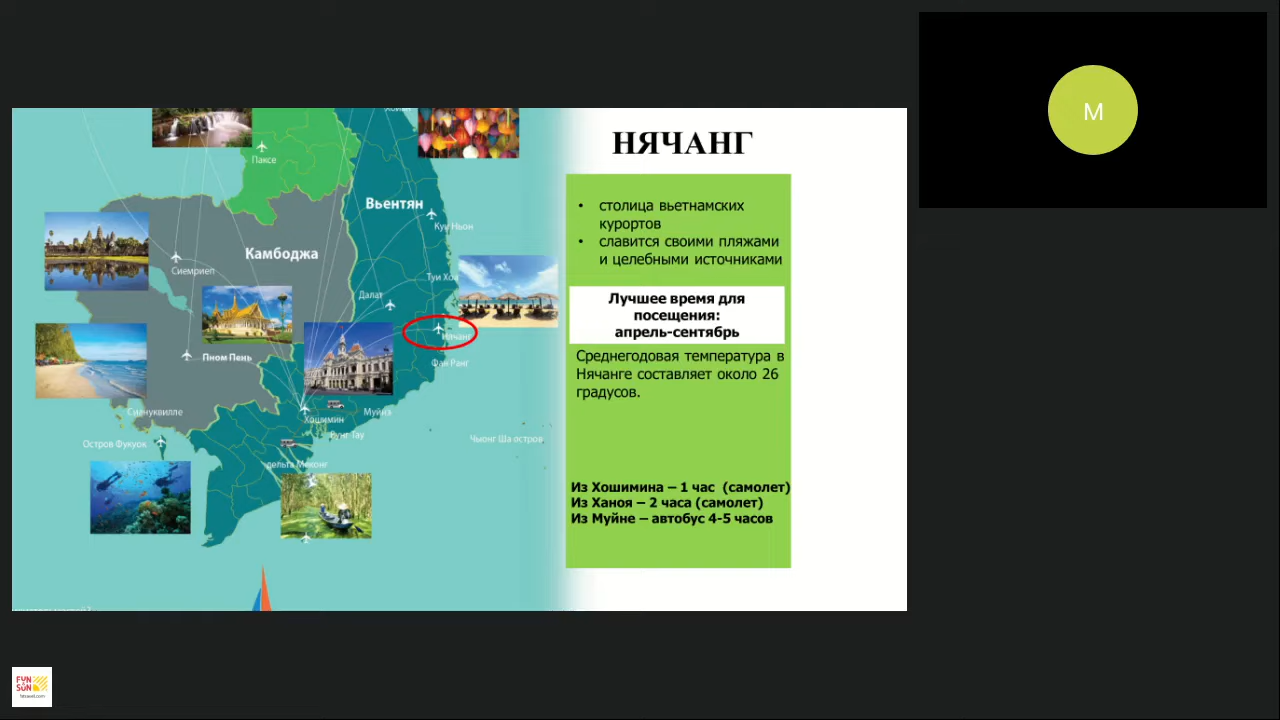 M
НЯЧАНГ
• столица вьетнамских
курортов
• славится своими пляжами
и целебными источниками
Лучшее время для
посещения:
апрель-сентябрь
Среднегодовая температура в
Нячанге составляет около 26
градусов.
Из Хошимина – 1 час (самолет)
Из Ханоя – 2 часа (самолет)
Из Муйне – автобус 4-5 часов
Паксе
Вьентян
Куи Ньон
Камбоджа
Сиемриеп
Туи Хоа
Далат
Нячанг
Пном Пень
Фан Ранг
Сиануквилле
Хошимин
Муйнэ
Вунг Тау
Остров Фукуок
Чыонг Ша остров
дельта Меконг
FUN
&SUN
fstravel.com